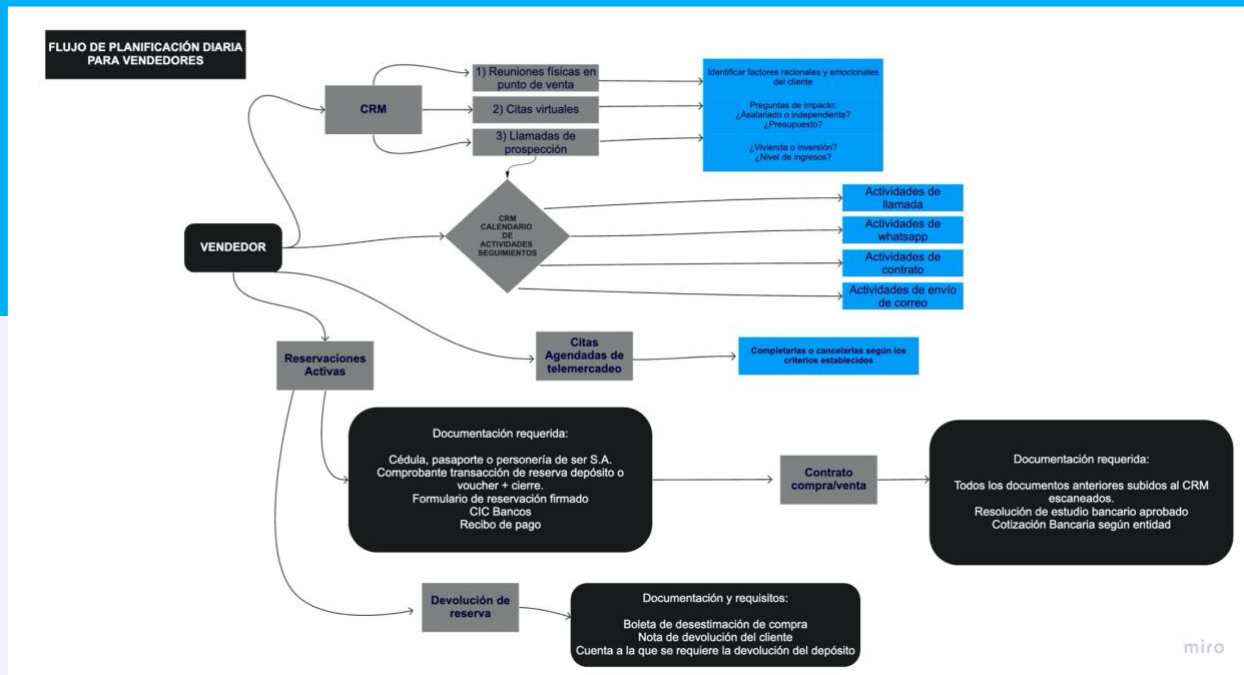 FLUJO DE PLANIFICACIÓN DIARIA
PARA VENDEDORES
CRM
1) Reuniones físicas en
punto de venta
2) Citas virtuales
3) Llamadas de
prospección
Identificar factores racionales y emocionales
del cliente
Preguntas de impacto:
¿Asalariado o independiente?
¿Presupuesto?
¿Vivienda o inversión?
¿Nivel de ingresos?
VENDEDOR
CRM
CALENDARIO
DE
ACTIVIDADES
SEGUIMIENTOS
Actividades de
llamada
Actividades de
whatsapp
Actividades de
contrato
Actividades de envío
de correo
Citas
Agendadas de
telemercadeo
Completarlas o cancelarlas según los
criterios establecidos
Reservaciones
Activas
Documentación requerida:
Cédula, pasaporte o personería de ser S.A.
Comprobante transacción de reserva depósito o
voucher + cierre.
Formulario de reservación firmado
CIC Bancos
Recibo de pago
Contrato
compra/venta
Documentación requerida:
Todos los documentos anteriores subidos al CRM
escaneados.
Resolución de estudio bancario aprobado
Cotización Bancaria según entidad
Devolución de
reserva
Documentación y requisitos:
Boleta de desestimación de compra
Nota de devolución del cliente
Cuenta a la que se requiere la devolución del depósito
miro